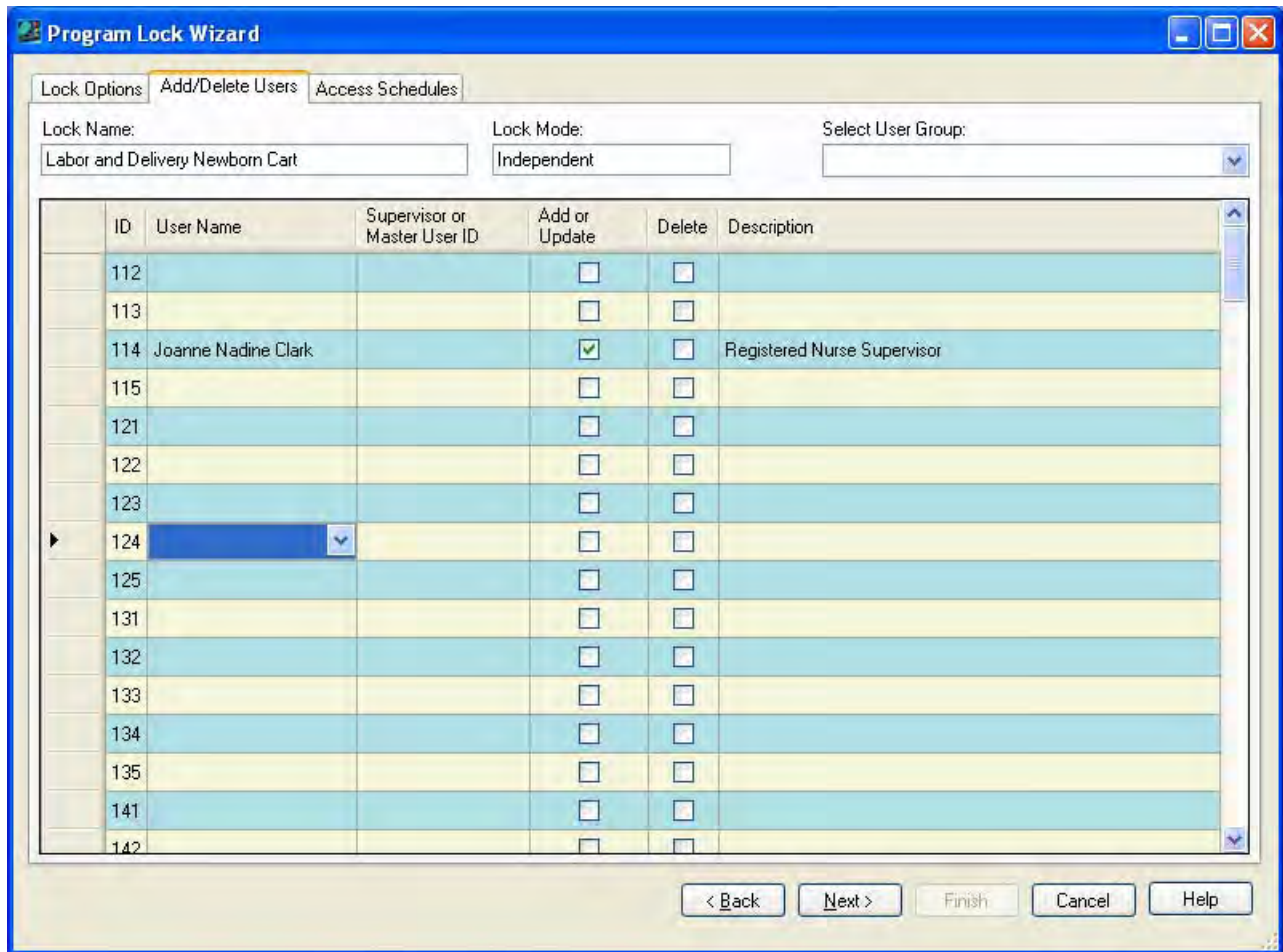 Program Lock Wizard
Lock Options Add/Delete Users Access Schedules
Lock Name: Lock Mode: Select User Group:
Labor and Delivery Newborn Cart Independent
ID User Name Supervisor or Master User ID Add or Update Delete Description
112
113
114 Joanne Nadine Clark Registered Nurse Supervisor
115
121
122
123
124
125
131
132
133
134
135
141
142
< Back Next > Finish Cancel Help